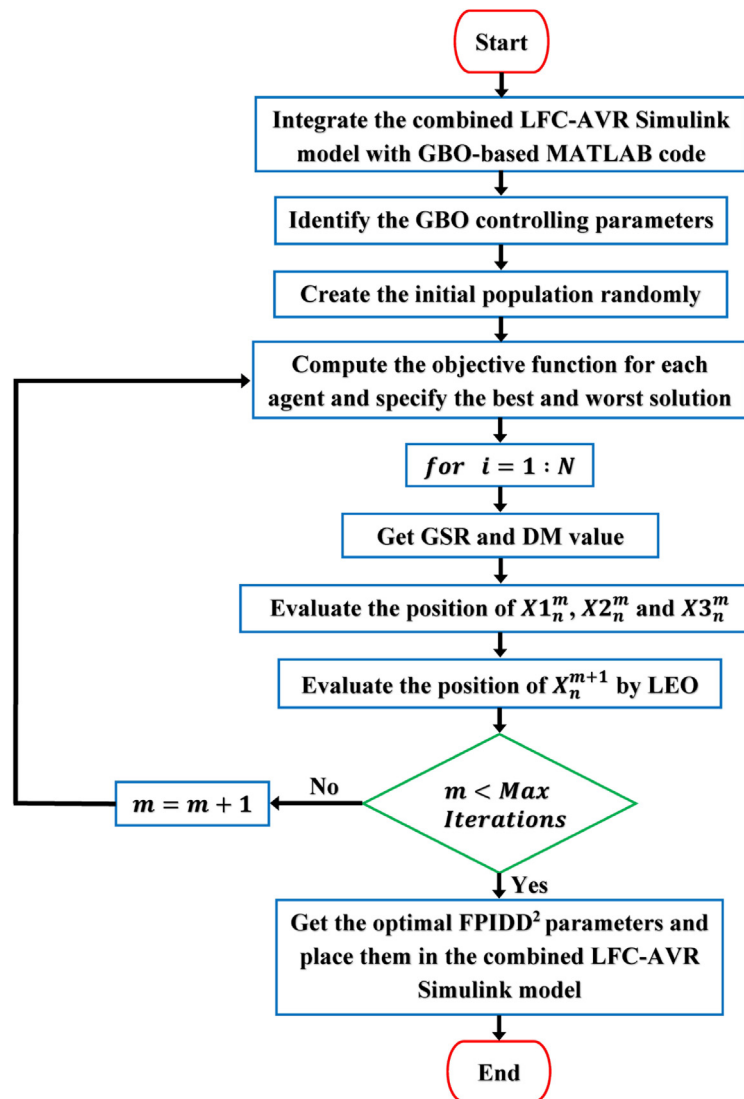 Start
Integrate the combined LFC-AVR Simulink
model with GBO-based MATLAB code
Identify the GBO controlling parameters
Create the initial population randomly
Compute the objective function for each
agent and specify the best and worst solution
for i = 1 : N
Get GSR and DM value
Evaluate the position of X1ₙᵐ, X2ₙᵐ and X3ₙᵐ
Evaluate the position of Xₙᵐ⁺¹ by LEO
m < Max
Iterations
No
m = m + 1
Yes
Get the optimal FPIDD² parameters and
place them in the combined LFC-AVR
Simulink model
End